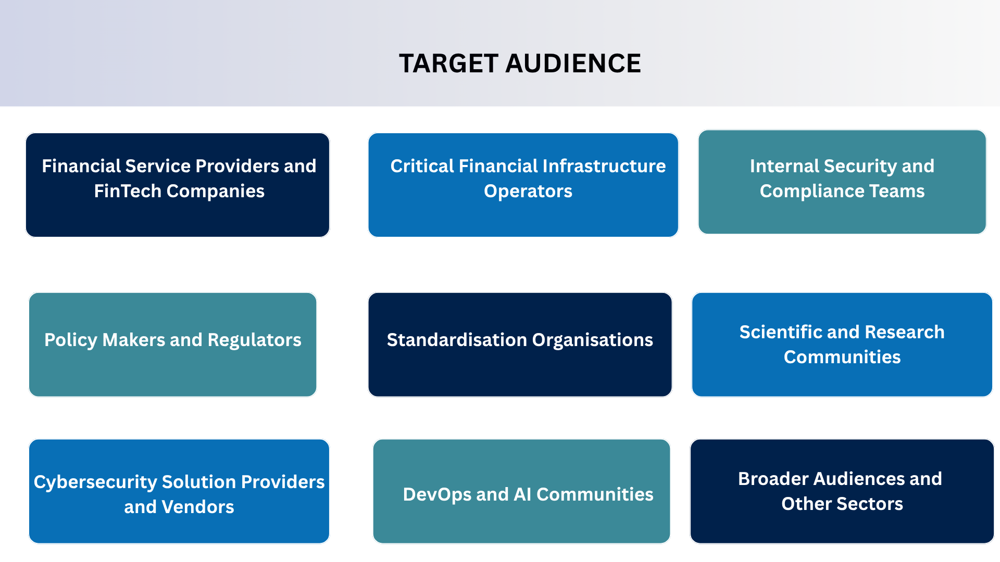 TARGET AUDIENCE
Financial Service Providers and
FinTech Companies
Critical Financial Infrastructure
Operators
Internal Security and
Compliance Teams
Policy Makers and Regulators
Standardisation Organisations
Scientific and Research
Communities
Cybersecurity Solution Providers
and Vendors
DevOps and AI Communities
Broader Audiences and
Other Sectors